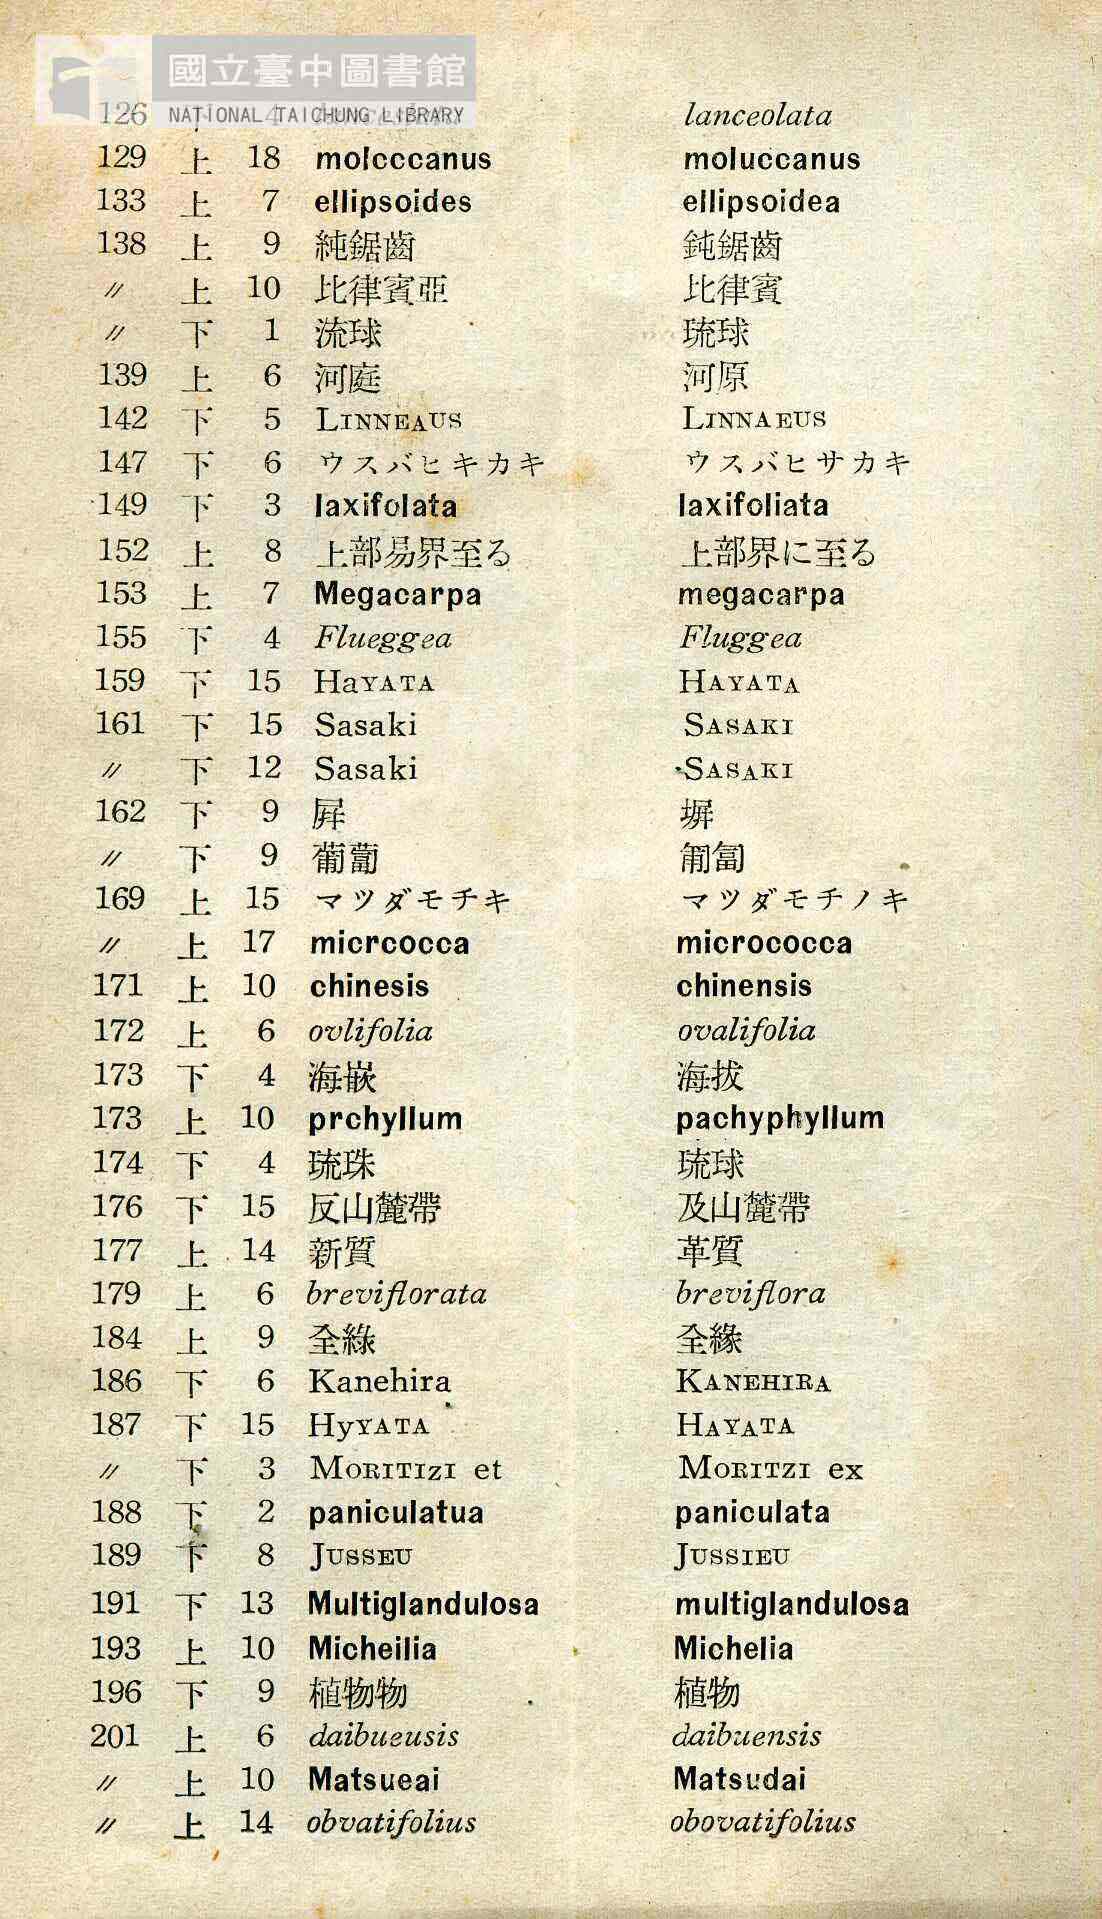 國立臺中圖書館
NATIONAL TAICHUNG LIBRARY
126 下 4 lanceolata
129 上 18 molcccanus moluccanus
133 上 7 ellipsoides ellipsoidea
138 上 9 純鋸齒 鈍鋸齒
〃 上 10 比律賓亞 比律賓
〃 下 1 流球 琉球
139 上 6 河庭 河原
142 下 5 LINNEAUS LINNAEUS
147 下 6 ウスバヒキカキ ウスバヒサカキ
149 下 3 laxifolata laxifoliata
152 上 8 上部易界至る 上部界に至る
153 上 7 Megacarpa megacarpa
155 下 4 Flueggea Fluggea
159 下 15 HaYATA HAYATA
161 下 15 Sasaki SASAKI
〃 下 12 Sasaki SASAKI
162 下 9 屛 塀
〃 下 9 葡蔔 匍匐
169 上 15 マツダモチキ マツダモチノキ
〃 上 17 micrcocca micrococca
171 上 10 chinesis chinensis
172 上 6 ovlifolia ovalifolia
173 下 4 海嵌 海拔
173 上 10 prchyllum pachyphyllum
174 下 4 琉珠 琉球
176 下 15 反山麓帶 及山麓帶
177 上 14 新質 革質
179 上 6 breviflorata breviflora
184 上 9 全綠 全緣
186 下 6 Kanehira KANEHIRA
187 下 15 HyYATA HAYATA
〃 下 3 MORITIzI et MORITZI ex
188 下 2 paniculatua paniculata
189 下 8 JUSSEU JUSSIEU
191 下 13 Multiglandulosa multiglandulosa
193 上 10 Micheilia Michelia
196 下 9 植物物 植物
201 上 6 daibueusis daibuensis
〃 上 10 Matsueai Matsudai
〃 上 14 obvatifolius obovatifolius